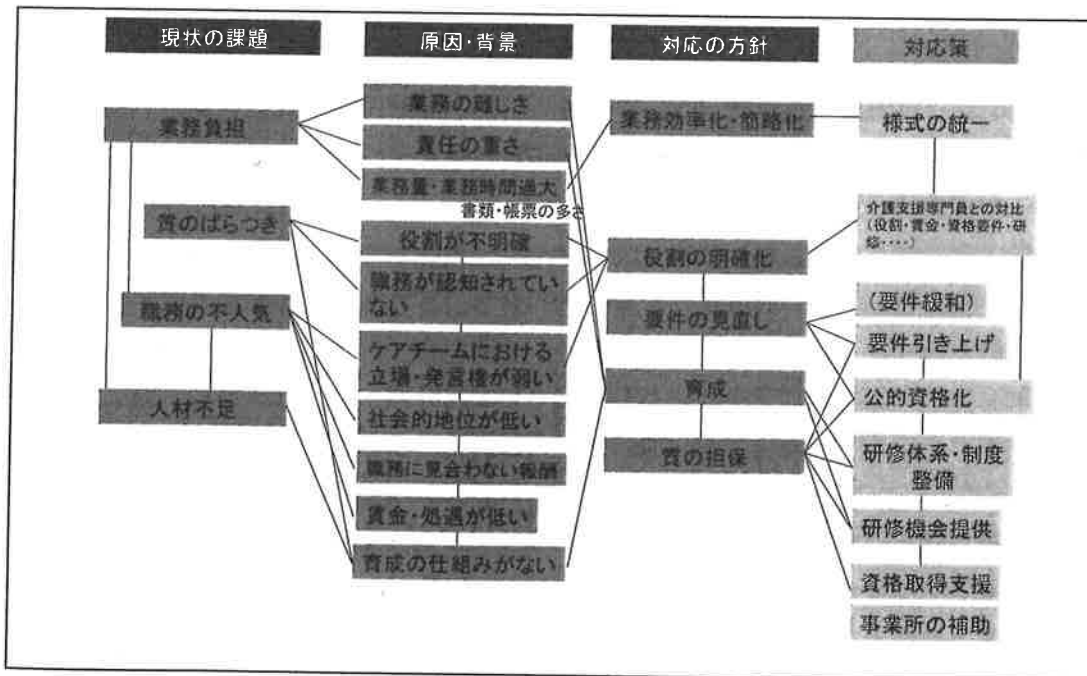 現状の課題
業務負担
質のばらつき
職務の不人気
人材不足
原因・背景
業務の難しさ
責任の重さ
業務量・業務時間過大
書類・帳票の多さ
役割が不明確
職務が認知されてい
ない
ケアチームにおける
立場・発言権が弱い
社会的地位が低い
職務に見合わない報酬
賃金・処遇が低い
育成の仕組みがない
対応の方針
業務効率化・簡略化
役割の明確化
要件の見直し
育成
質の担保
対応策
様式の統一
介護支援専門員との対比
(役割・賃金・資格要件・研
修・・・・)
(要件緩和)
要件引き上げ
公的資格化
研修体系・制度
整備
研修機会提供
資格取得支援
事業所の補助